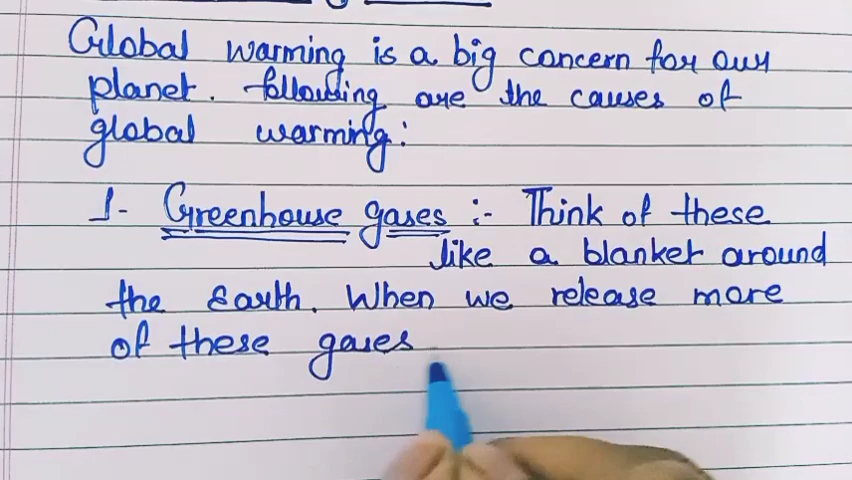 Global warming is a big concern for our
planet. following are the causes of
global warming:
1- Greenhouse gases :- Think of these
like a blanket around
the Earth. When we release more
of these gases